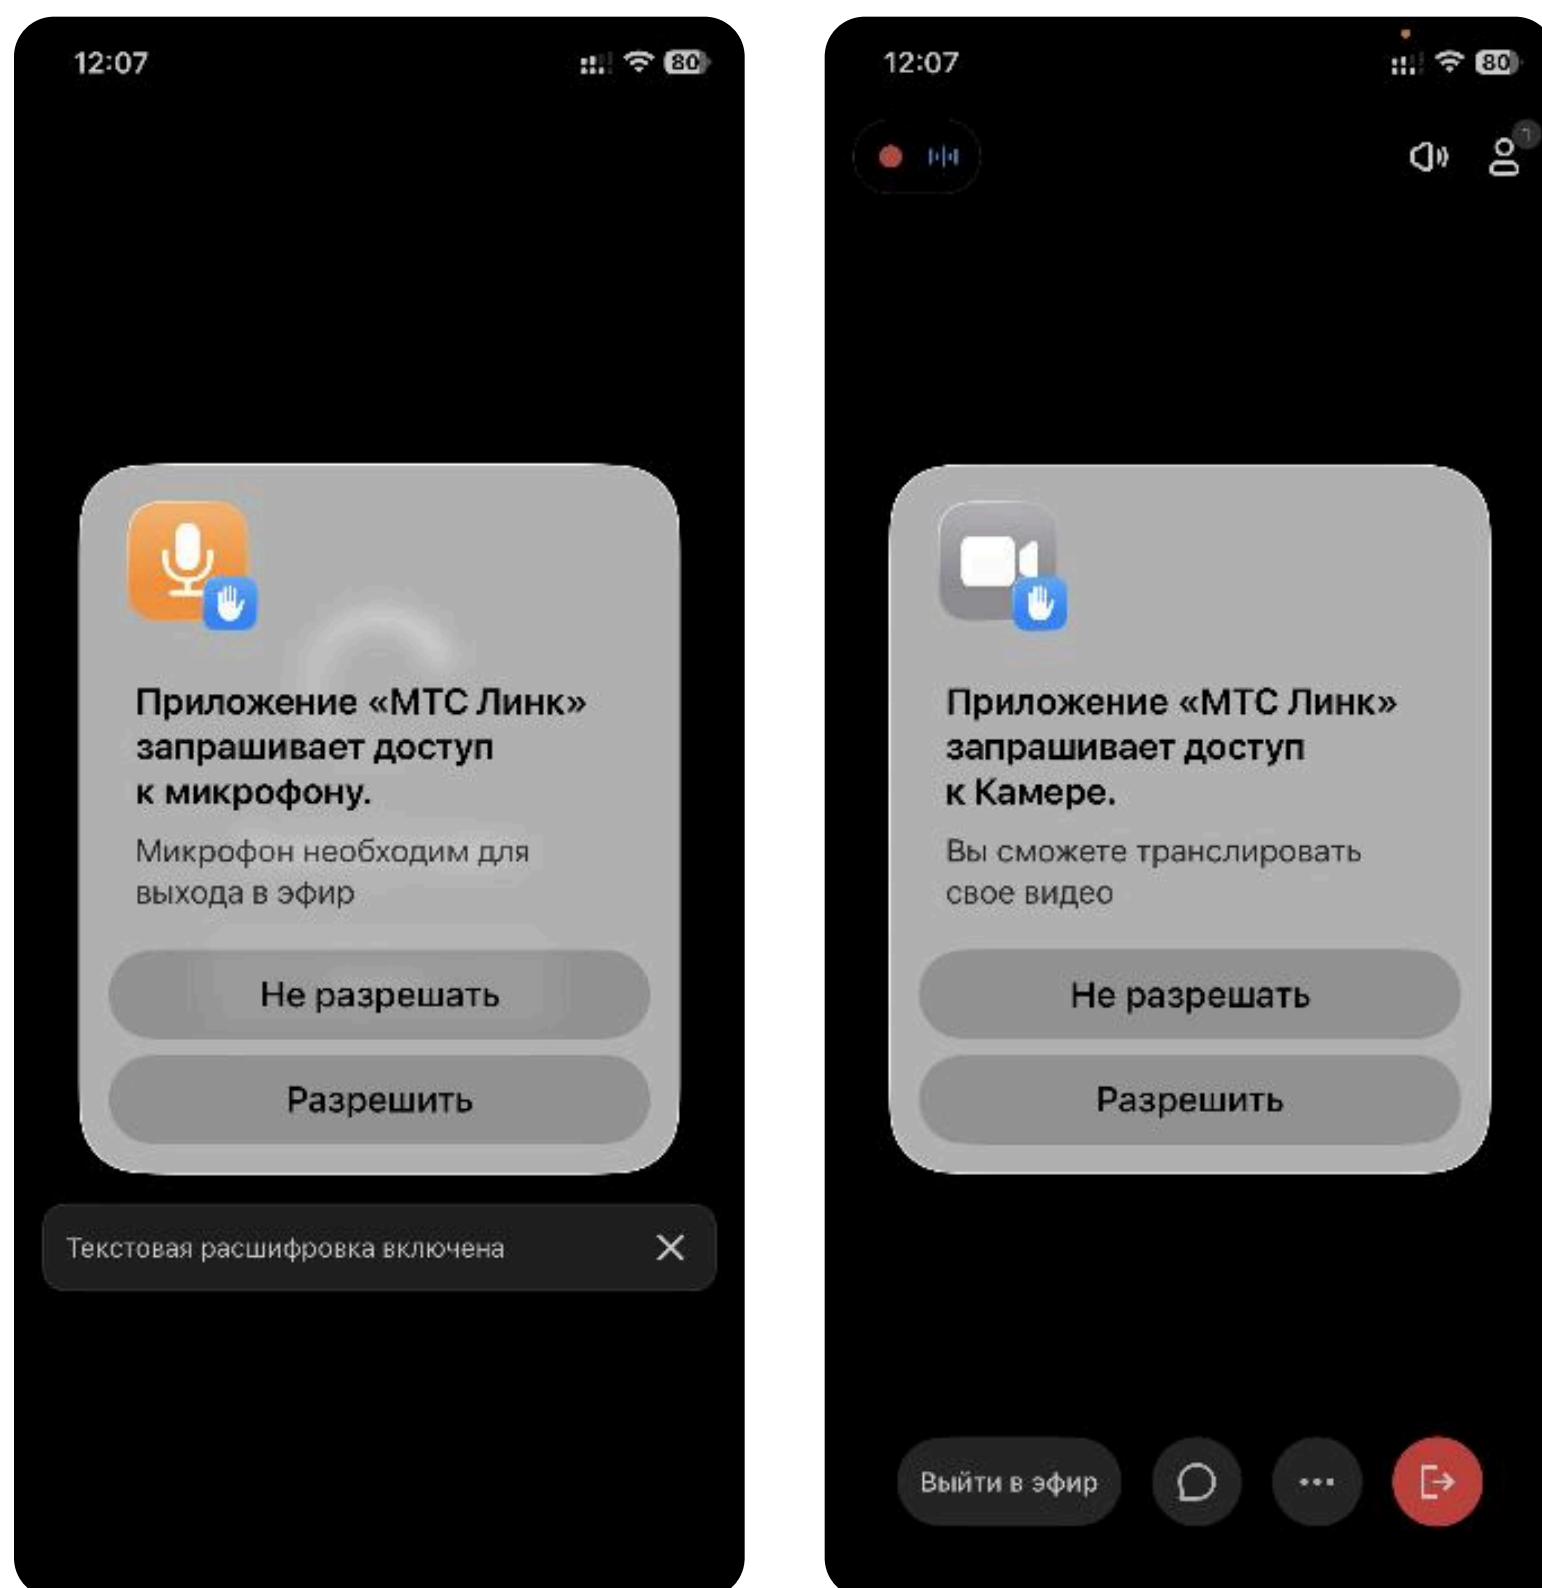 12:07
80
Приложение «МТС Линк»
запрашивает доступ
к микрофону.
Микрофон необходим для
выхода в эфир
Не разрешать
Разрешить
Текстовая расшифровка включена
12:07
80
1
Приложение «МТС Линк»
запрашивает доступ
к Камере.
Вы сможете транслировать
свое видео
Не разрешать
Разрешить
Выйти в эфир